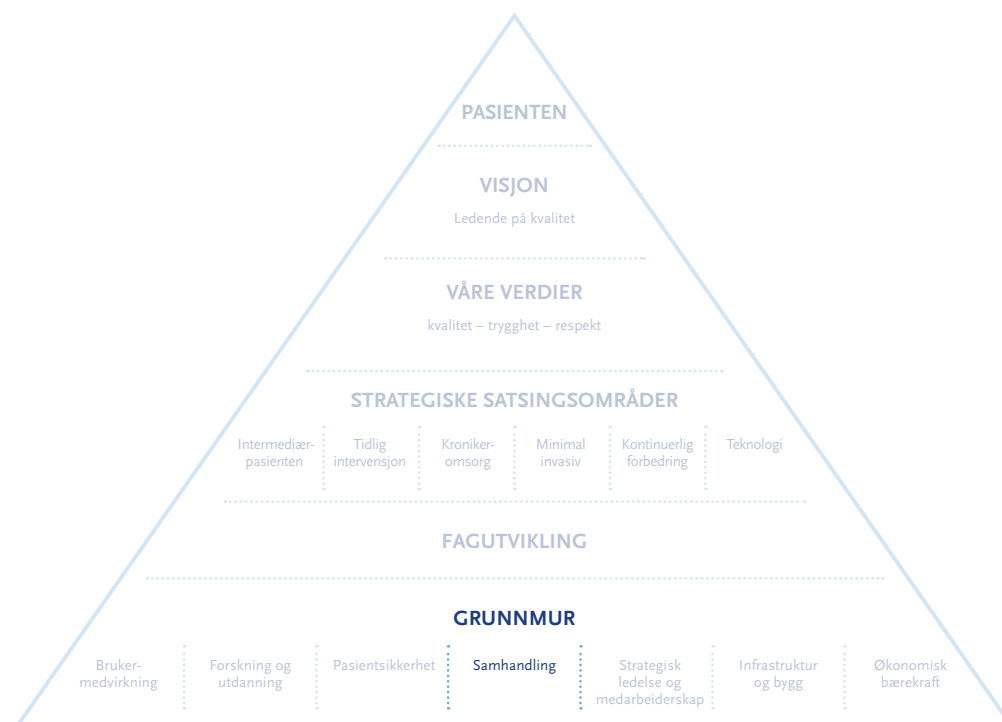 PASIENTEN
VISJON
Ledende på kvalitet
VÅRE VERDIER
kvalitet – trygghet – respekt
STRATEGISKE SATSINGSOMRÅDER
Intermediær-
pasienten
Tidlig
intervensjon
Kroniker-
omsorg
Minimal
invasiv
Kontinuerlig
forbedring
Teknologi
FAGUTVIKLING
GRUNNMUR
Bruker-
medvirkning
Forskning og
utdanning
Pasientsikkerhet
Samhandling
Strategisk
ledelse og
medarbeiderskap
Infrastruktur
og bygg
Økonomisk
bærekraft